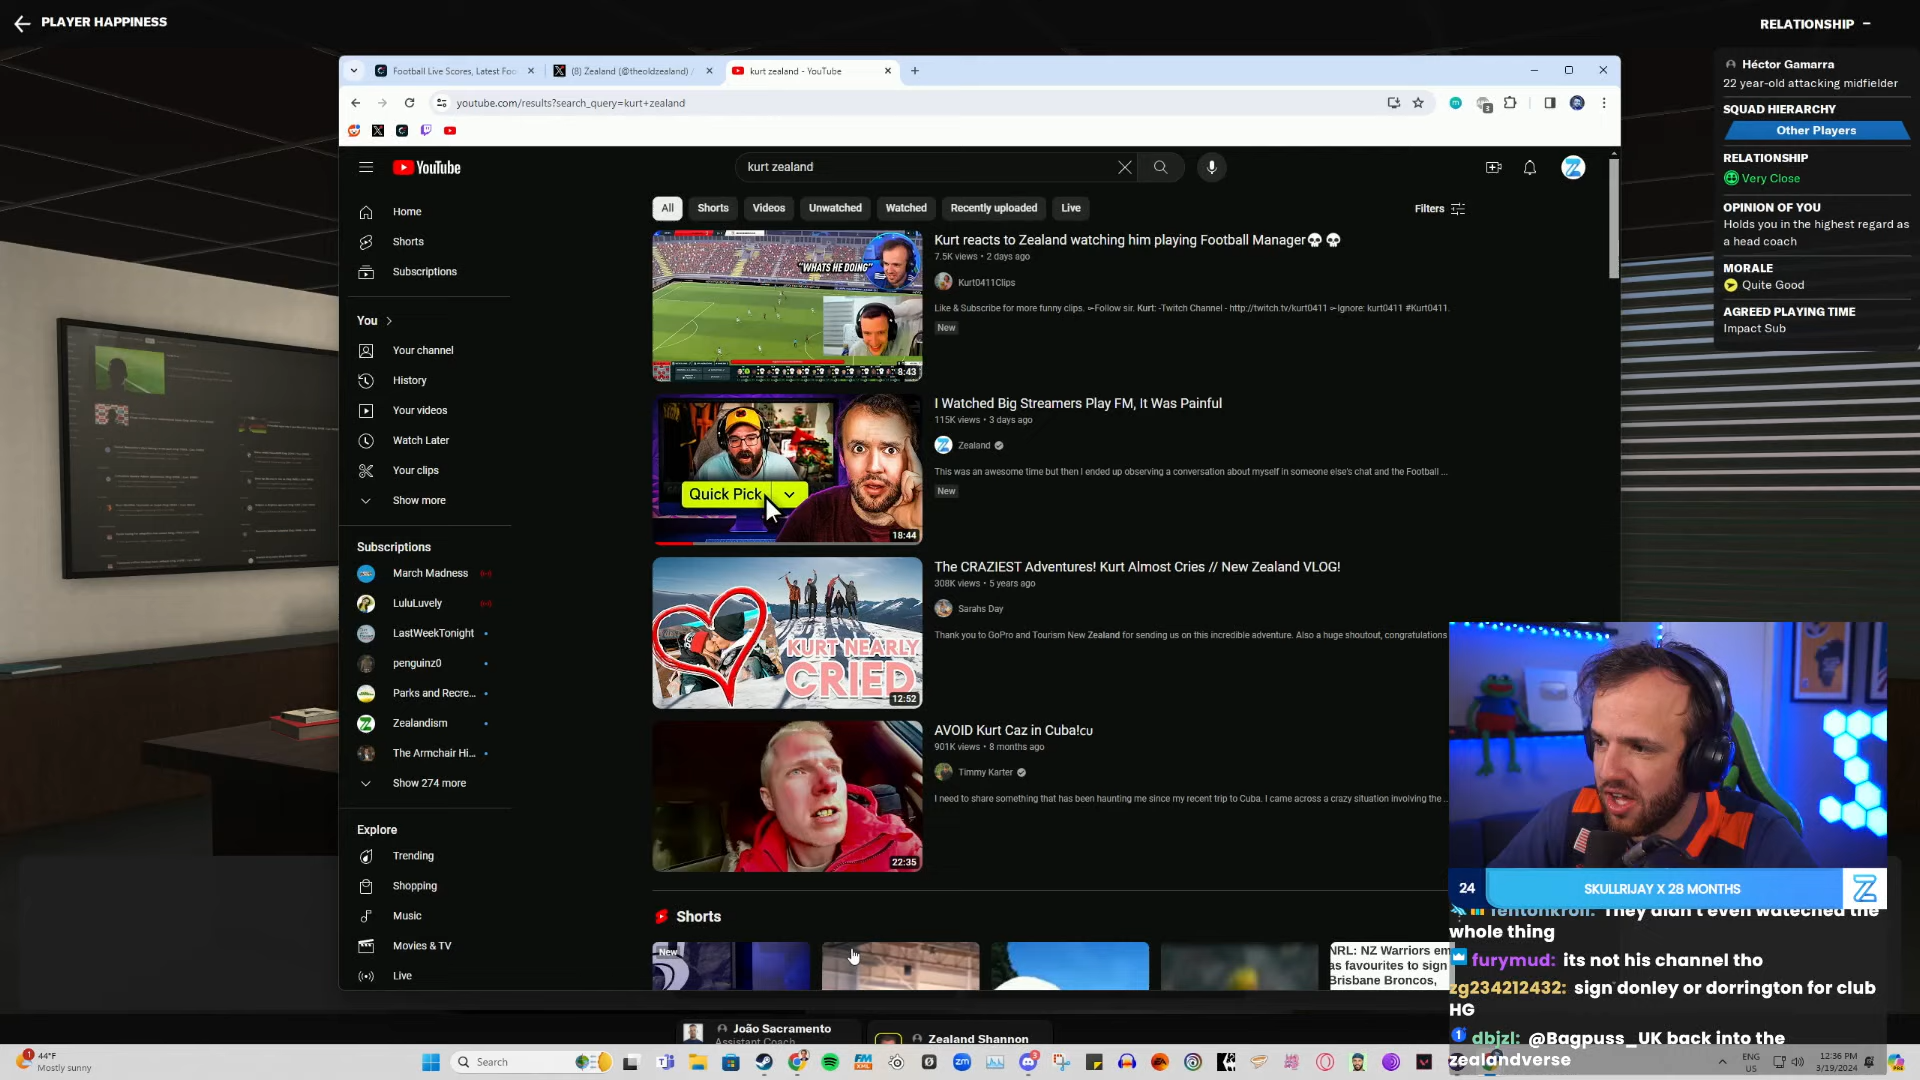 PLAYER HAPPINESS
RELATIONSHIP
Football Live Scores, Latest Foo
(8) Zealand (@theoldzealand) /
kurt zealand - YouTube
youtube.com/results?search_query=kurt+zealand
YouTube
kurt zealand
Home
Shorts
Subscriptions
You
Your channel
History
Your videos
Watch Later
Your clips
Show more
Subscriptions
March Madness
LuluLuvely
LastWeekTonight
penguinz0
Parks and Recre...
Zealandism
The Armchair Hi...
Show 274 more
Explore
Trending
Shopping
Music
Movies & TV
Live
All
Shorts
Videos
Unwatched
Watched
Recently uploaded
Live
Filters
"WHATS HE DOING"
8:43
Kurt reacts to Zealand watching him playing Football Manager💀 💀
7.5K views • 2 days ago
Kurt0411Clips
Like & Subscribe for more funny clips. ➢Follow sir. Kurt: -Twitch Channel - http://twitch.tv/kurt0411 ➢Ignore: kurt0411 #Kurt0411.
New
Quick Pick
18:44
I Watched Big Streamers Play FM, It Was Painful
115K views • 3 days ago
Zealand
This was an awesome time but then I ended up observing a conversation about myself in someone else's chat and the Football ...
New
KURT NEARLY
CRIED
12:52
The CRAZIEST Adventures! Kurt Almost Cries // New Zealand VLOG!
308K views • 5 years ago
Sarahs Day
Thank you to GoPro and Tourism New Zealand for sending us on this incredible adventure. Also a huge shoutout, congratulations
22:35
AVOID Kurt Caz in Cuba!cu
901K views • 8 months ago
Timmy Karter
I need to share something that has been haunting me since my recent trip to Cuba. I came across a crazy situation involving the ...
Shorts
New
NRL: NZ Warriors em
as favourites to sign
Brisbane Broncos,
Héctor Gamarra
22 year-old attacking midfielder
SQUAD HIERARCHY
Other Players
RELATIONSHIP
Very Close
OPINION OF YOU
Holds you in the highest regard as
a head coach
MORALE
Quite Good
AGREED PLAYING TIME
Impact Sub
24
SKULLRIJAY X 28 MONTHS
fentonkroll: They didn't even watched the
whole thing
furymud: its not his channel tho
zg234212432: sign donley or dorrington for club
HG
dbjzl: @Bagpuss_UK back into the
zealandverse
João Sacramento
Assistant Coach
Zealand Shannon
1
44°F
Mostly sunny
Search
ENG
US
12:36 PM
3/19/2024